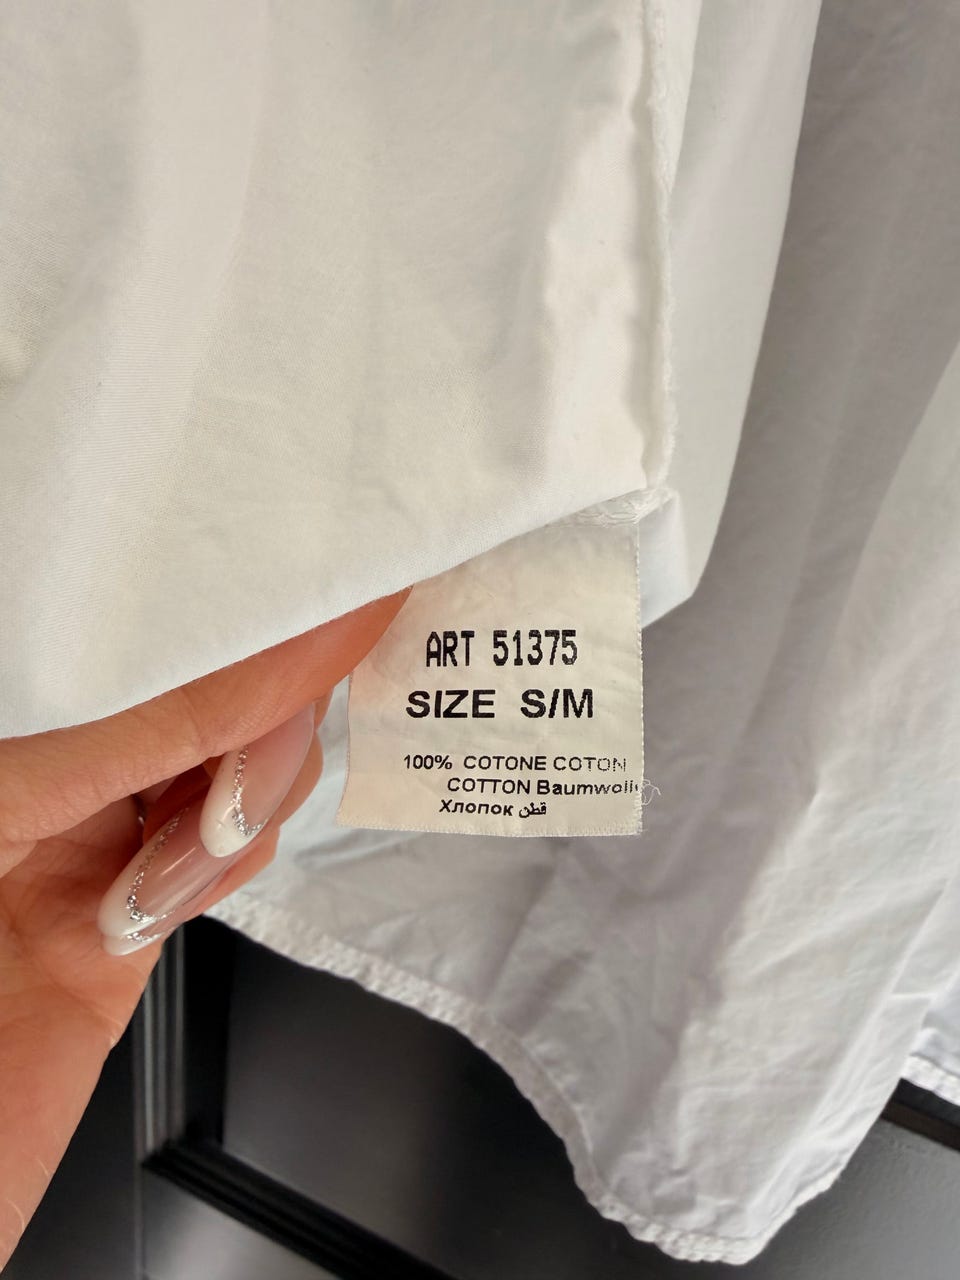 ART 51375
SIZE S/M
100% COTONE COTON
COTTON Baumwolle
Хлопок قطن